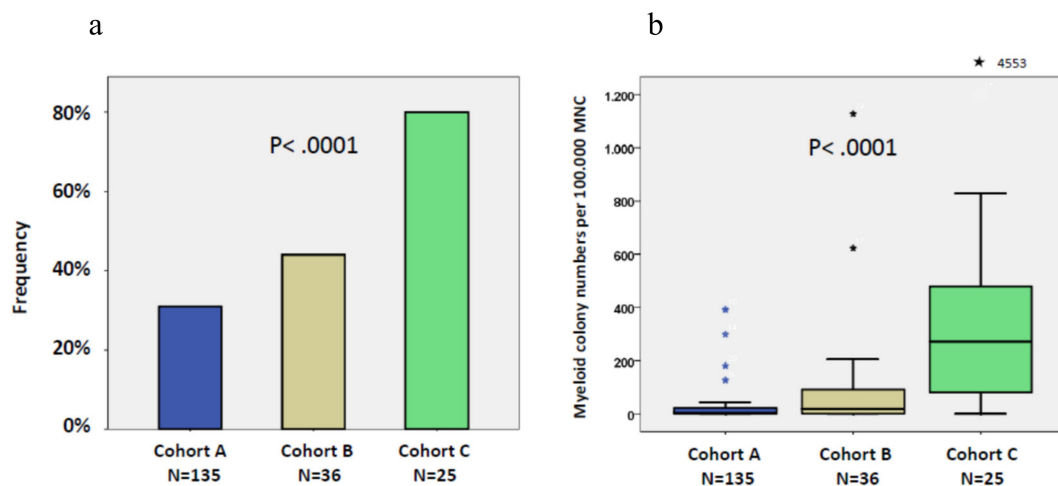 a
Frequency
80%
60%
40%
20%
0%
P< .0001
Cohort A
N=135
Cohort B
N=36
Cohort C
N=25
b
Myeloid colony numbers per 100.000 MNC
1.200
1.000
800
600
400
200
0
4553
P< .0001
Cohort A
N=135
Cohort B
N=36
Cohort C
N=25